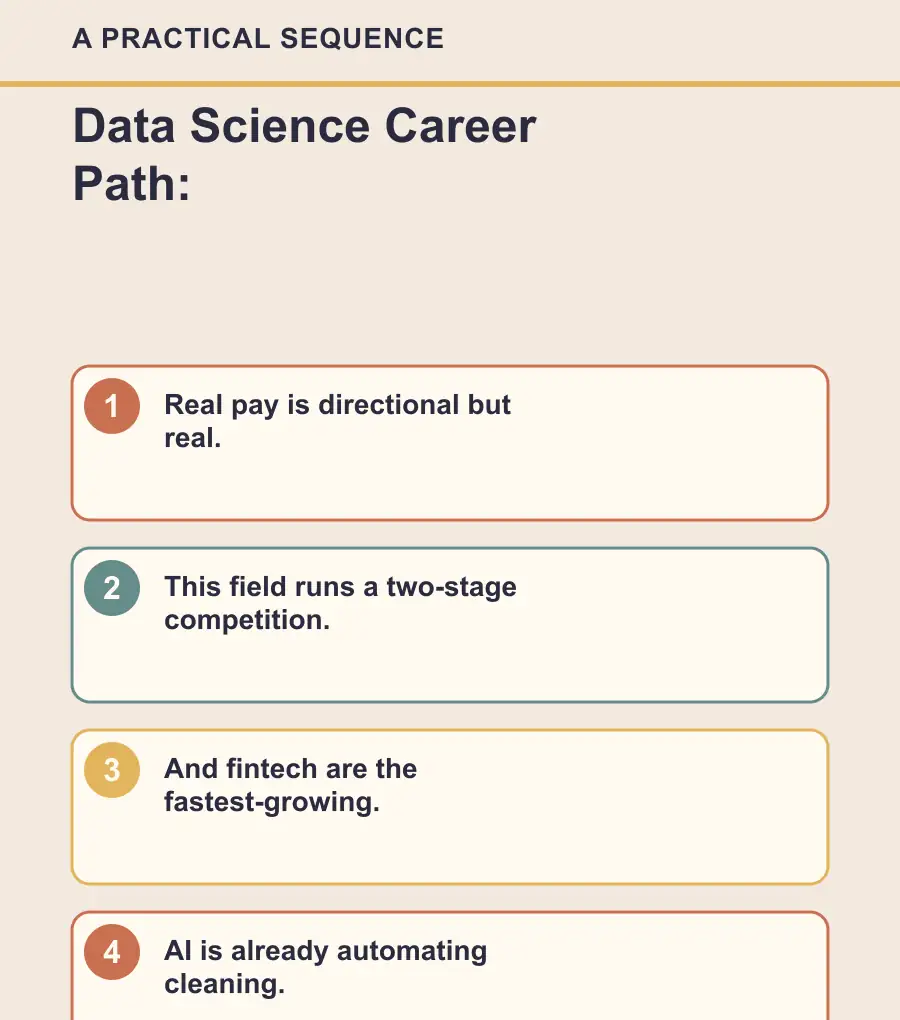 A PRACTICAL SEQUENCE
Data Science Career
Path:
1
Real pay is directional but
real.
2
This field runs a two-stage
competition.
3
And fintech are the
fastest-growing.
4
AI is already automating
cleaning.